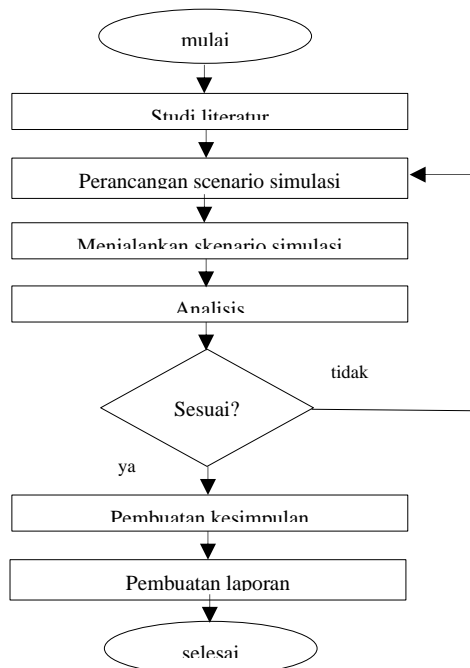 mulai
Studi literatur
Perancangan scenario simulasi
Menjalankan skenario simulasi
Analisis
tidak
Sesuai?
ya
Pembuatan kesimpulan
Pembuatan laporan
selesai